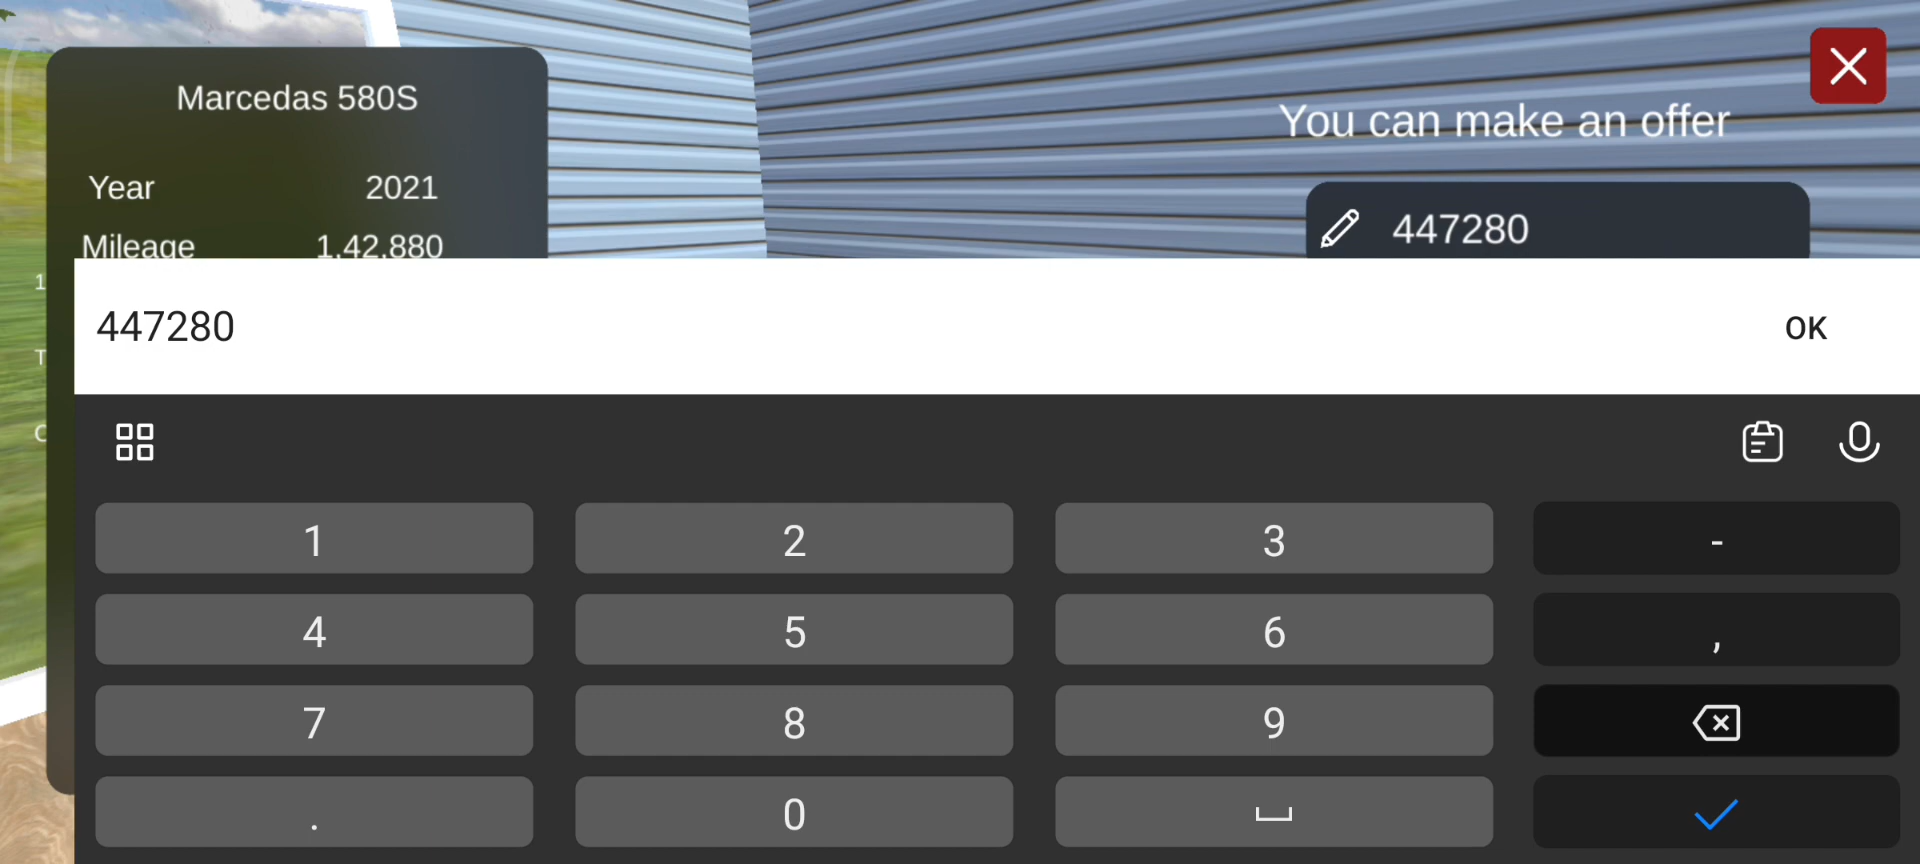 Marcedas 580S
You can make an offer
Year 2021
447280
Mileage 1,42,880
1
T
447280
OK
C
1 2 3 -
4 5 6 ,
7 8 9
. 0